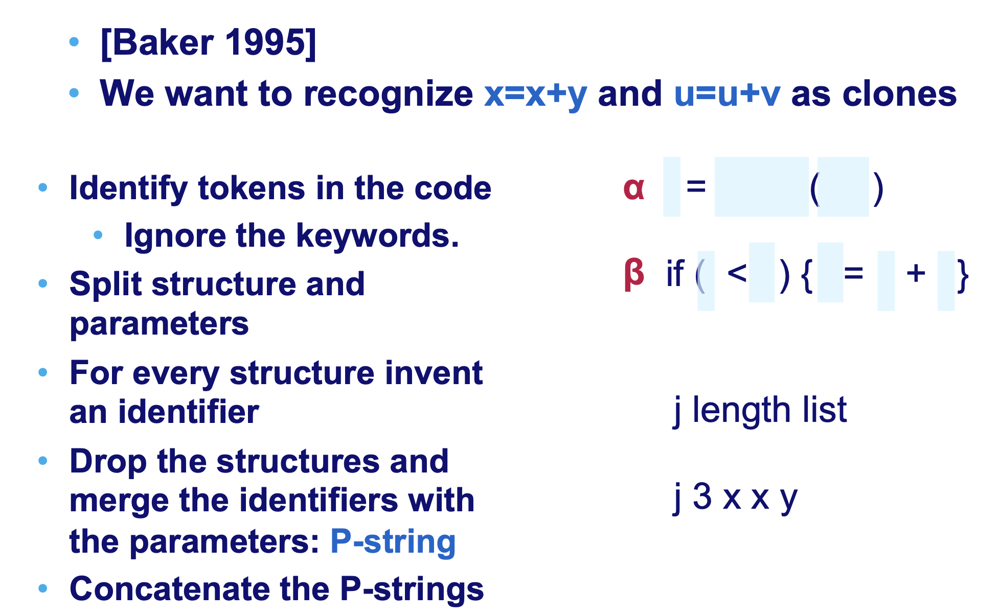 [Baker 1995]
We want to recognize x=x+y and u=u+v as clones
Identify tokens in the code
Ignore the keywords.
Split structure and
parameters
For every structure invent
an identifier
Drop the structures and
merge the identifiers with
the parameters: P-string
Concatenate the P-strings
α = ( )
β if ( < ) { = + }
j length list
j 3 x x y